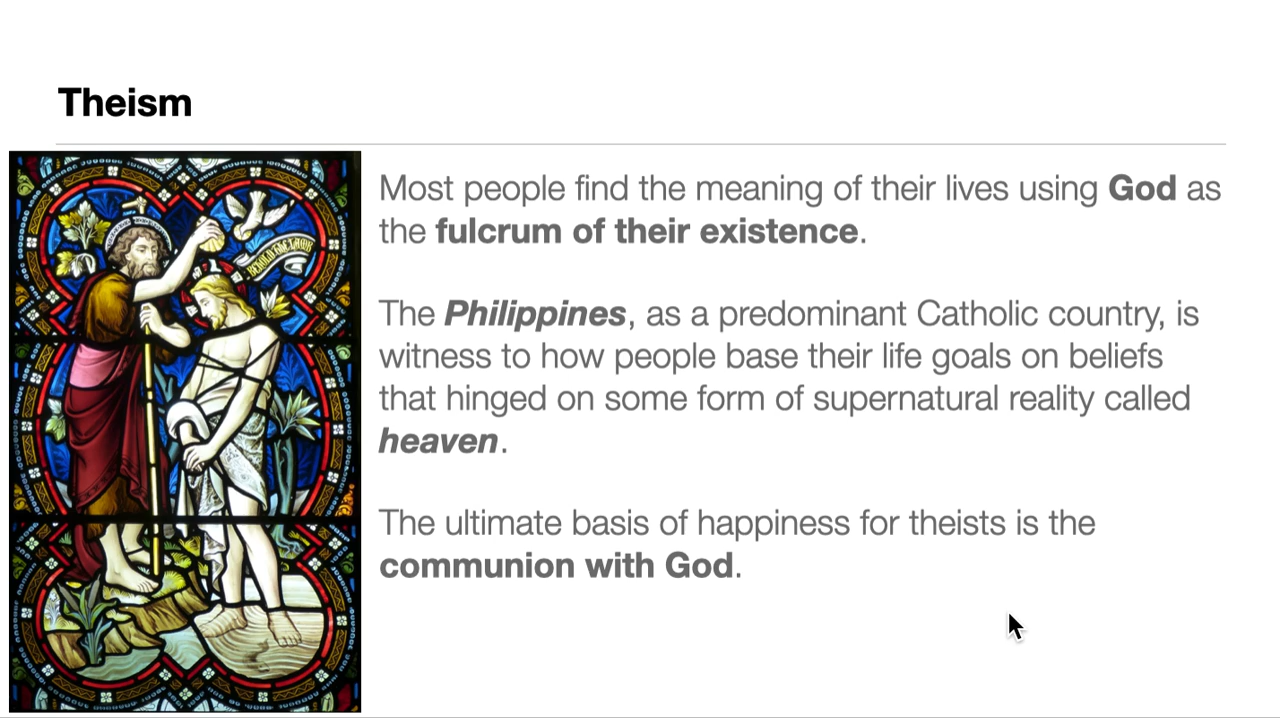 Theism
Most people find the meaning of their lives using God as
the fulcrum of their existence.
The Philippines, as a predominant Catholic country, is
witness to how people base their life goals on beliefs
that hinged on some form of supernatural reality called
heaven.
The ultimate basis of happiness for theists is the
communion with God.